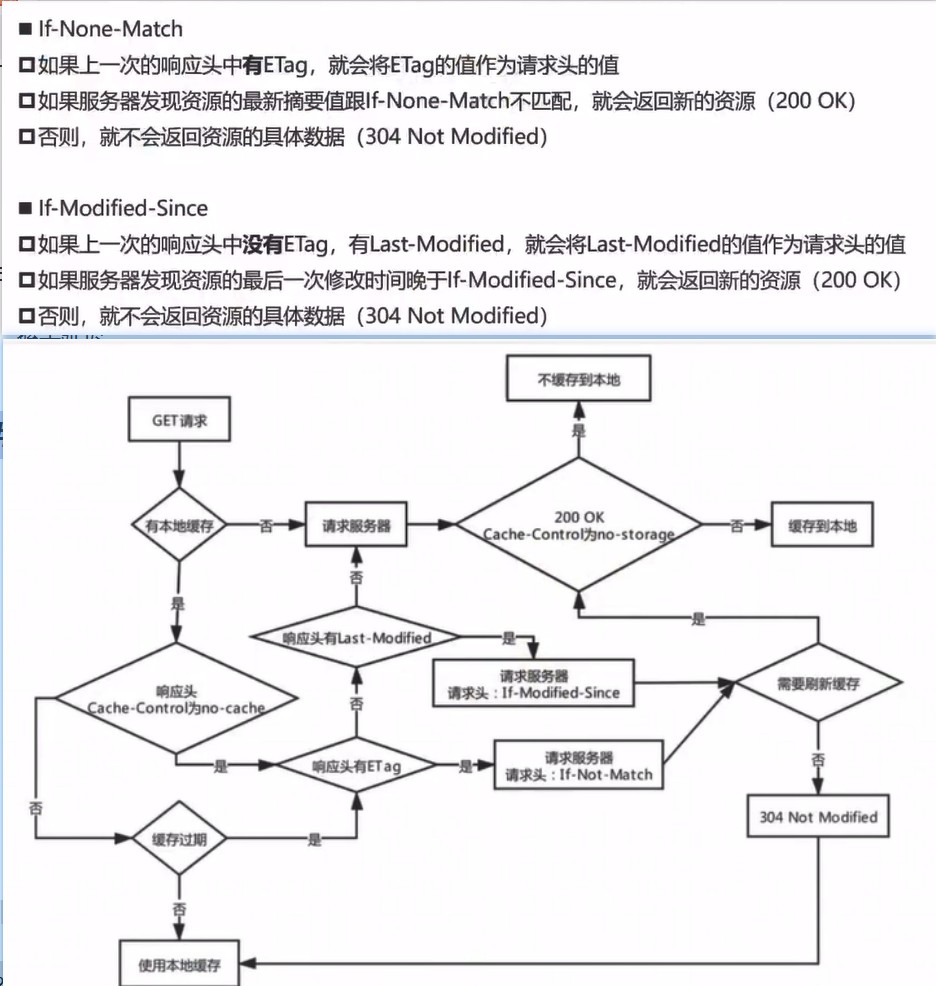 ■ If-None-Match
如果上一次的响应头中有ETag，就会将ETag的值作为请求头的值
如果服务器发现资源的最新摘要值跟If-None-Match不匹配，就会返回新的资源（200 OK）
否则，就不会返回资源的具体数据（304 Not Modified）
■ If-Modified-Since
如果上一次的响应头中没有ETag，有Last-Modified，就会将Last-Modified的值作为请求头的值
如果服务器发现资源的最后一次修改时间晚于If-Modified-Since，就会返回新的资源（200 OK）
否则，就不会返回资源的具体数据（304 Not Modified）
不缓存到本地
GET请求
是
有本地缓存
否
请求服务器
200 OK
Cache-Control为no-storage
否
缓存到本地
是
否
响应头有Last-Modified
是
是
请求服务器
请求头：If-Modified-Since
需要刷新缓存
响应头
Cache-Control为no-cache
否
是
响应头有ETag
是
请求服务器
请求头：If-Not-Match
否
否
304 Not Modified
缓存过期
是
否
使用本地缓存